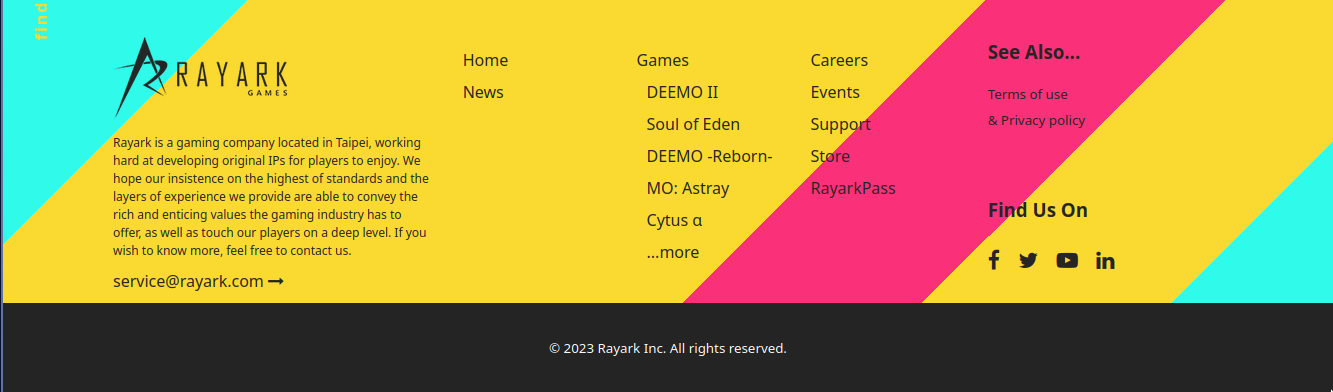 find
RAYARK
GAMES
Rayark is a gaming company located in Taipei, working
hard at developing original IPs for players to enjoy. We
hope our insistence on the highest of standards and the
layers of experience we provide are able to convey the
rich and enticing values the gaming industry has to
offer, as well as touch our players on a deep level. If you
wish to know more, feel free to contact us.
service@rayark.com
Home
News
Games
DEEMO II
Soul of Eden
DEEMO -Reborn-
MO: Astray
Cytus α
...more
Careers
Events
Support
Store
RayarkPass
See Also...
Terms of use
& Privacy policy
Find Us On
© 2023 Rayark Inc. All rights reserved.